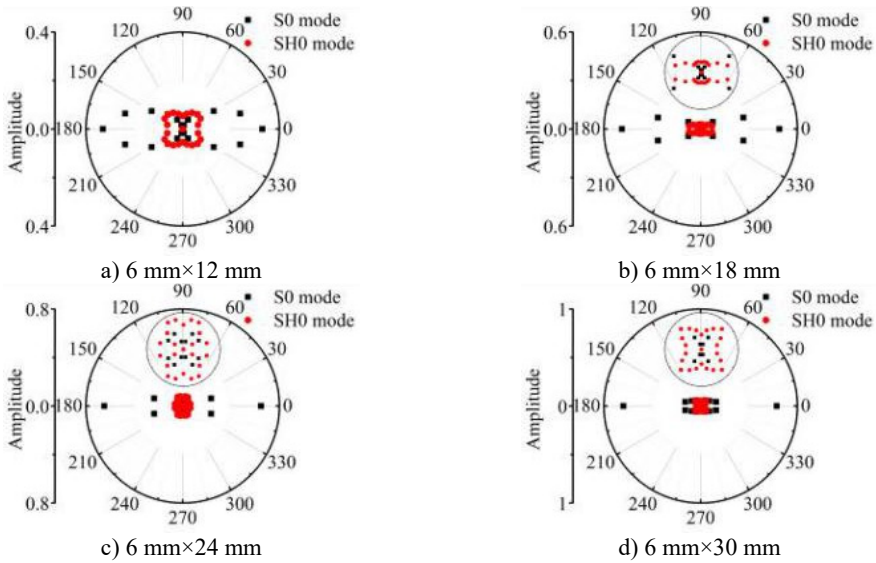 90
0.4 120 60 S0 mode
SH0 mode
150 30
Amplitude
0.0 180 0
210 330
0.4 240 300
270
a) 6 mm×12 mm
90
0.6 120 60 S0 mode
SH0 mode
150 30
Amplitude
0.0 180 0
210 330
0.6 240 300
270
b) 6 mm×18 mm
90
0.8 120 60 S0 mode
SH0 mode
150 30
Amplitude
0.0 180 0
210 330
0.8 240 300
270
c) 6 mm×24 mm
90
1 120 60 S0 mode
SH0 mode
150 30
Amplitude
0 180 0
210 330
1 240 300
270
d) 6 mm×30 mm